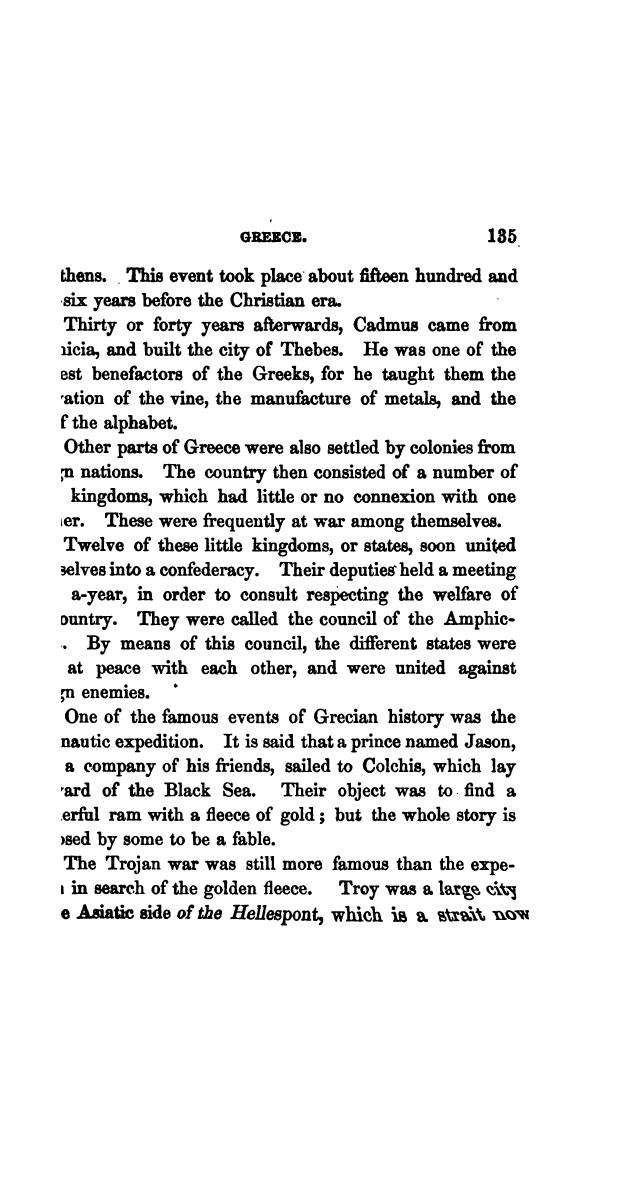 GREECE. 135
thens. This event took place about fifteen hundred and
six years before the Christian era.
Thirty or forty years afterwards, Cadmus came from
nicia, and built the city of Thebes. He was one of the
est benefactors of the Greeks, for he taught them the
ation of the vine, the manufacture of metals, and the
f the alphabet.
Other parts of Greece were also settled by colonies from
gn nations. The country then consisted of a number of
kingdoms, which had little or no connexion with one
er. These were frequently at war among themselves.
Twelve of these little kingdoms, or states, soon united
selves into a confederacy. Their deputies held a meeting
a-year, in order to consult respecting the welfare of
ountry. They were called the council of the Amphic-
. By means of this council, the different states were
at peace with each other, and were united against
gn enemies.
One of the famous events of Grecian history was the
nautic expedition. It is said that a prince named Jason,
a company of his friends, sailed to Colchis, which lay
ard of the Black Sea. Their object was to find a
erful ram with a fleece of gold; but the whole story is
osed by some to be a fable.
The Trojan war was still more famous than the expe-
in search of the golden fleece. Troy was a large city
e Asiatic side of the Hellespont, which is a strait now